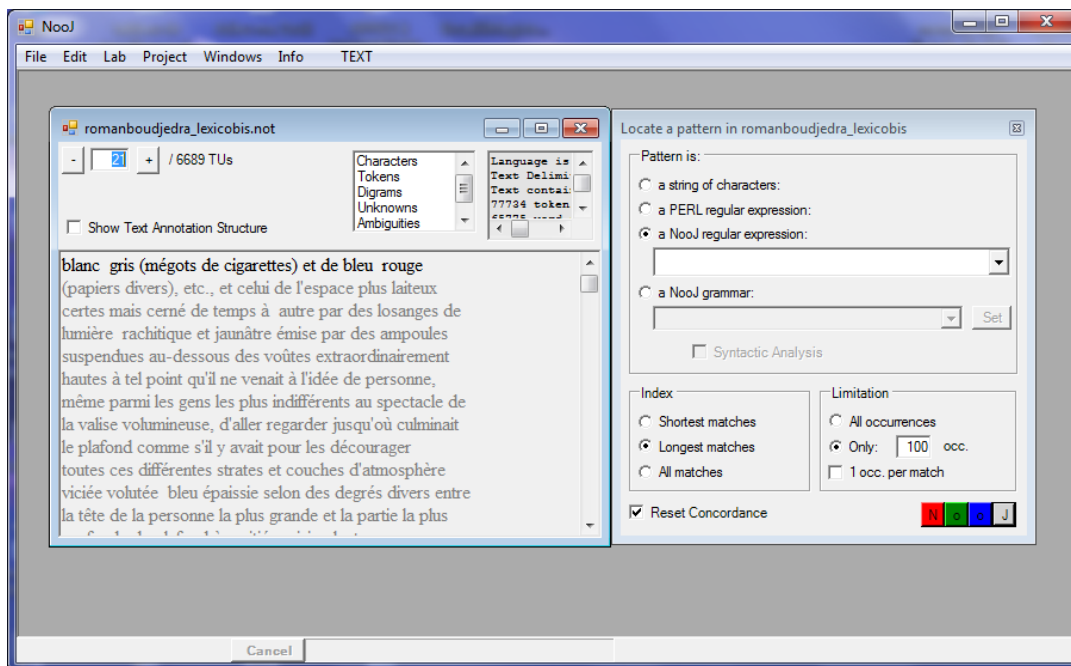 NooJ
File Edit Lab Project Windows Info TEXT
romanboudjedra_lexicobis.not
- 21 + / 6689 TUs
Show Text Annotation Structure
Characters
Tokens
Digrams
Unknowns
Ambiguities
Language is
Text Delimi
Text contai
77734 token
blanc gris (mégots de cigarettes) et de bleu rouge
(papiers divers), etc., et celui de l'espace plus laiteux
certes mais cerné de temps à autre par des losanges de
lumière rachitique et jaunâtre émise par des ampoules
suspendues au-dessous des voûtes extraordinairement
hautes à tel point qu'il ne venait à l'idée de personne,
même parmi les gens les plus indifférents au spectacle de
la valise volumineuse, d'aller regarder jusqu'où culminait
le plafond comme s'il y avait pour les décourager
toutes ces différentes strates et couches d'atmosphère
viciée volutée bleu épaissie selon des degrés divers entre
la tête de la personne la plus grande et la partie la plus
Locate a pattern in romanboudjedra_lexicobis
Pattern is:
a string of characters:
a PERL regular expression:
a NooJ regular expression:
a NooJ grammar:
Set
Syntactic Analysis
Index
Shortest matches
Longest matches
All matches
Limitation
All occurrences
Only: 100 occ.
1 occ. per match
Reset Concordance
N o o J
Cancel